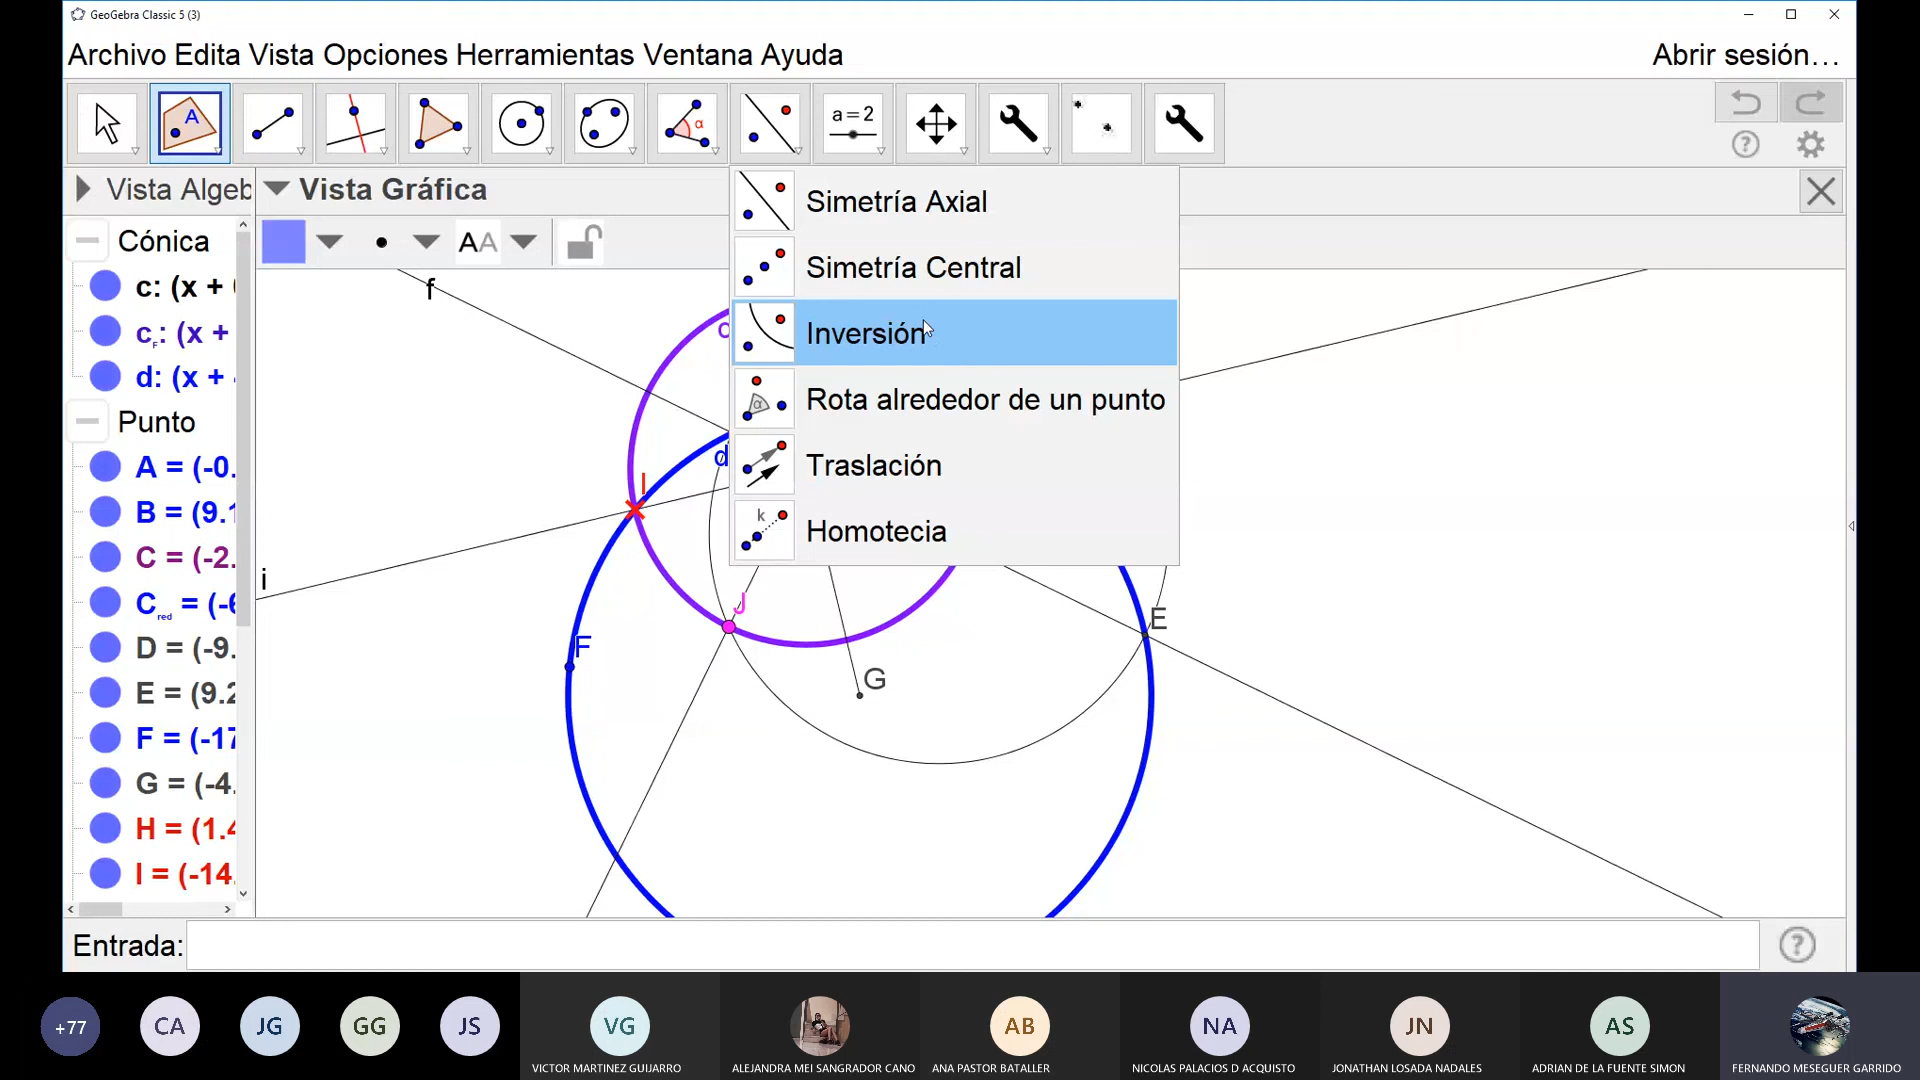 GeoGebra Classic 5 (3)
Archivo Edita Vista Opciones Herramientas Ventana Ayuda
Abrir sesión…
A
α
a = 2
Vista Algeb
Vista Gráfica
AA
Simetría Axial
Simetría Central
Inversión
α
Rota alrededor de un punto
Traslación
k
Homotecia
Cónica
c: (x +
cF: (x +
d: (x +
Punto
A = (-0.
B = (9.1
C = (-2.
Cred = (-6
D = (-9.
E = (9.2
F = (-17
G = (-4.
H = (1.4
I = (-14.
f
c
d
I
i
J
E
F
G
Entrada:
+77
CA
JG
GG
JS
VG
AB
NA
JN
AS
VICTOR MARTINEZ GUIJARRO
ALEJANDRA MEI SANGRADOR CANO
ANA PASTOR BATALLER
NICOLAS PALACIOS D ACQUISTO
JONATHAN LOSADA NADALES
ADRIAN DE LA FUENTE SIMON
FERNANDO MESEGUER GARRIDO